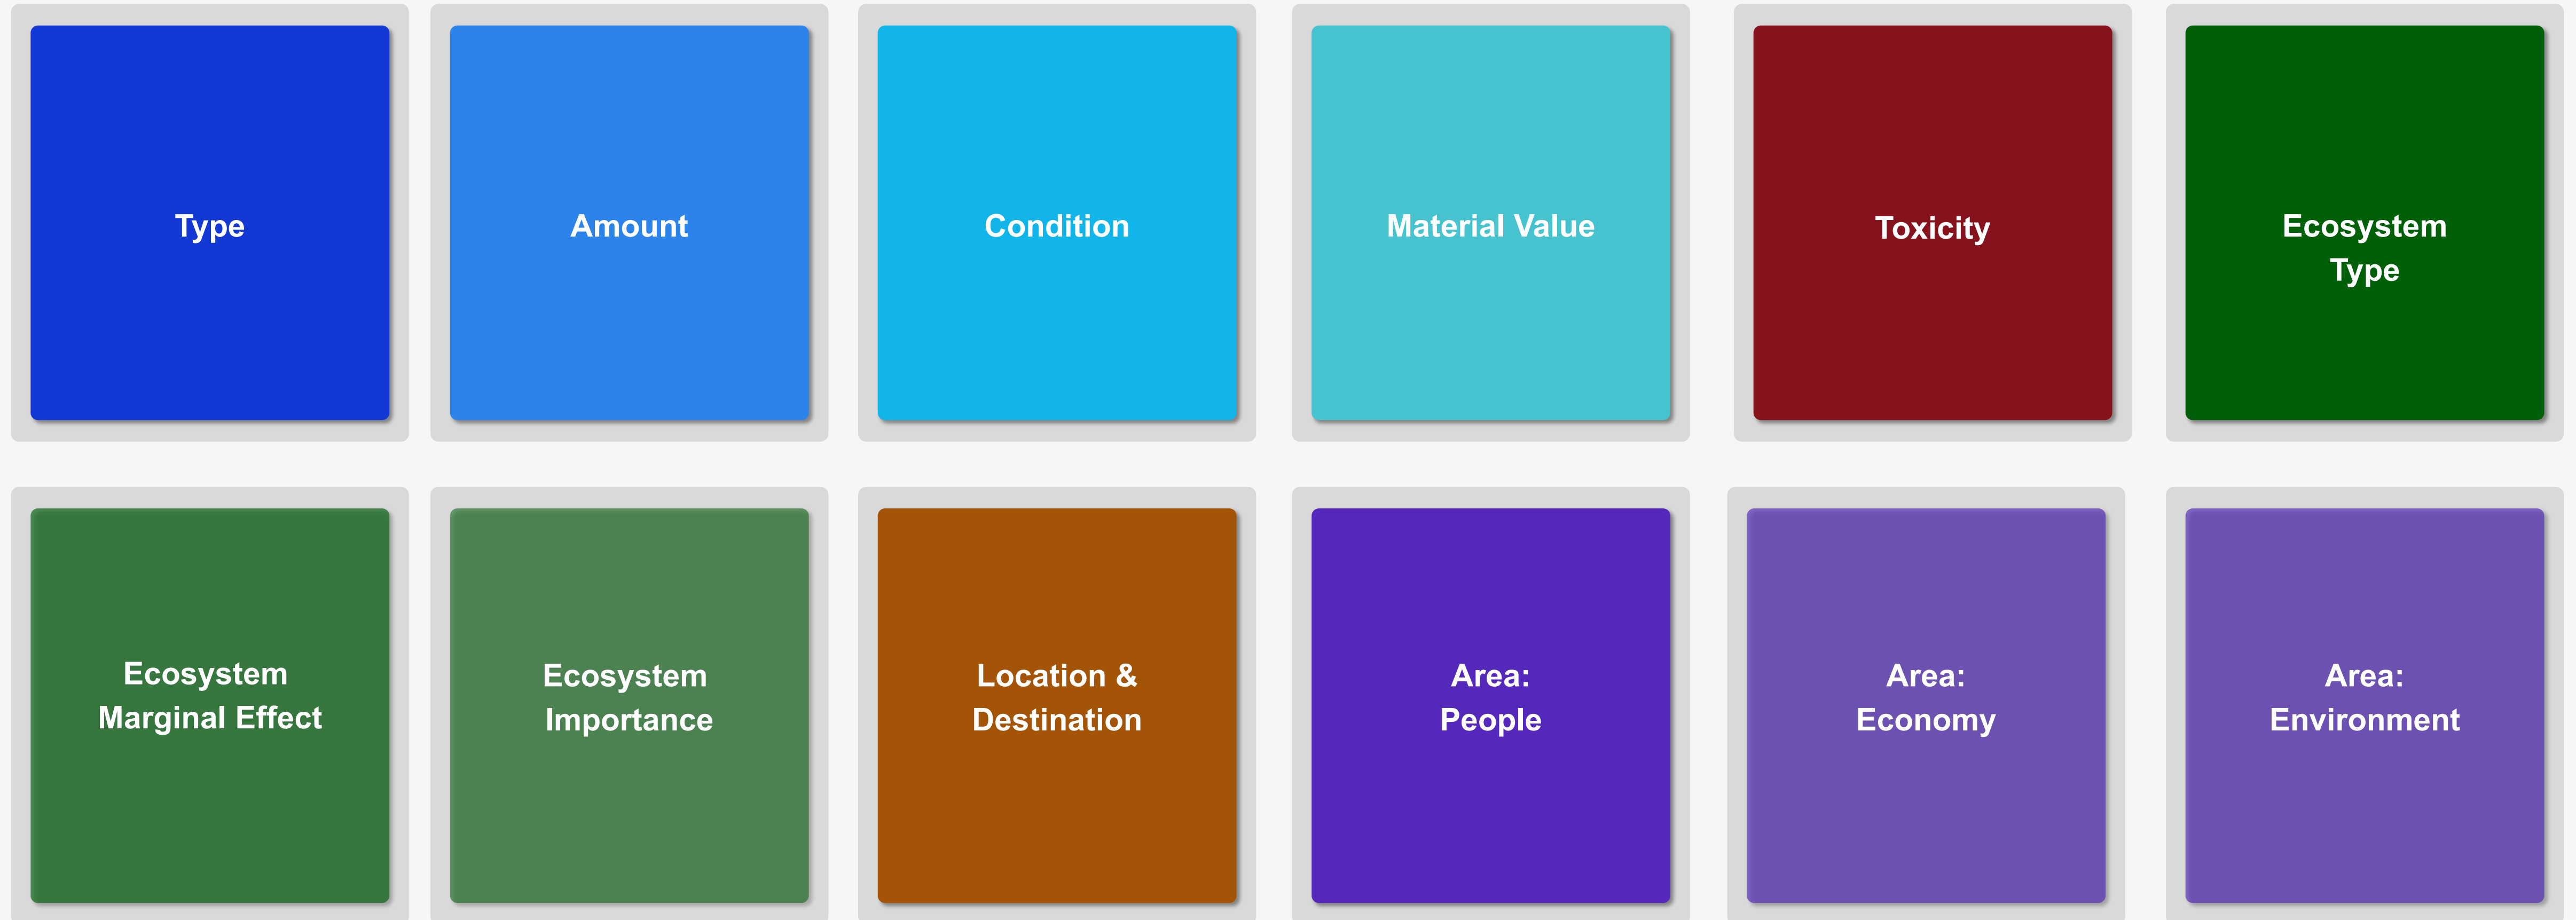 Type
Amount
Condition
Material Value
Toxicity
Ecosystem
Type
Ecosystem
Marginal Effect
Ecosystem
Importance
Location &
Destination
Area:
People
Area:
Economy
Area:
Environment